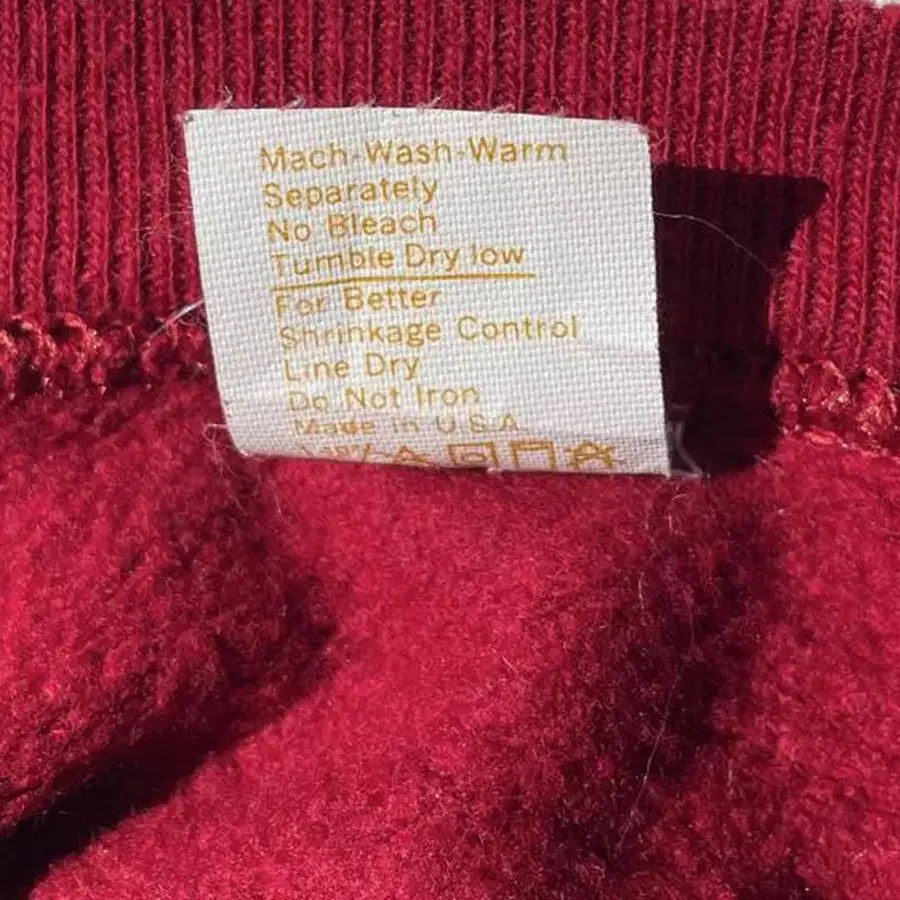 Mach-Wash-Warm
Separately
No Bleach
Tumble Dry low
For Better
Shrinkage Control
Line Dry
Do Not Iron
Made in U.S.A.